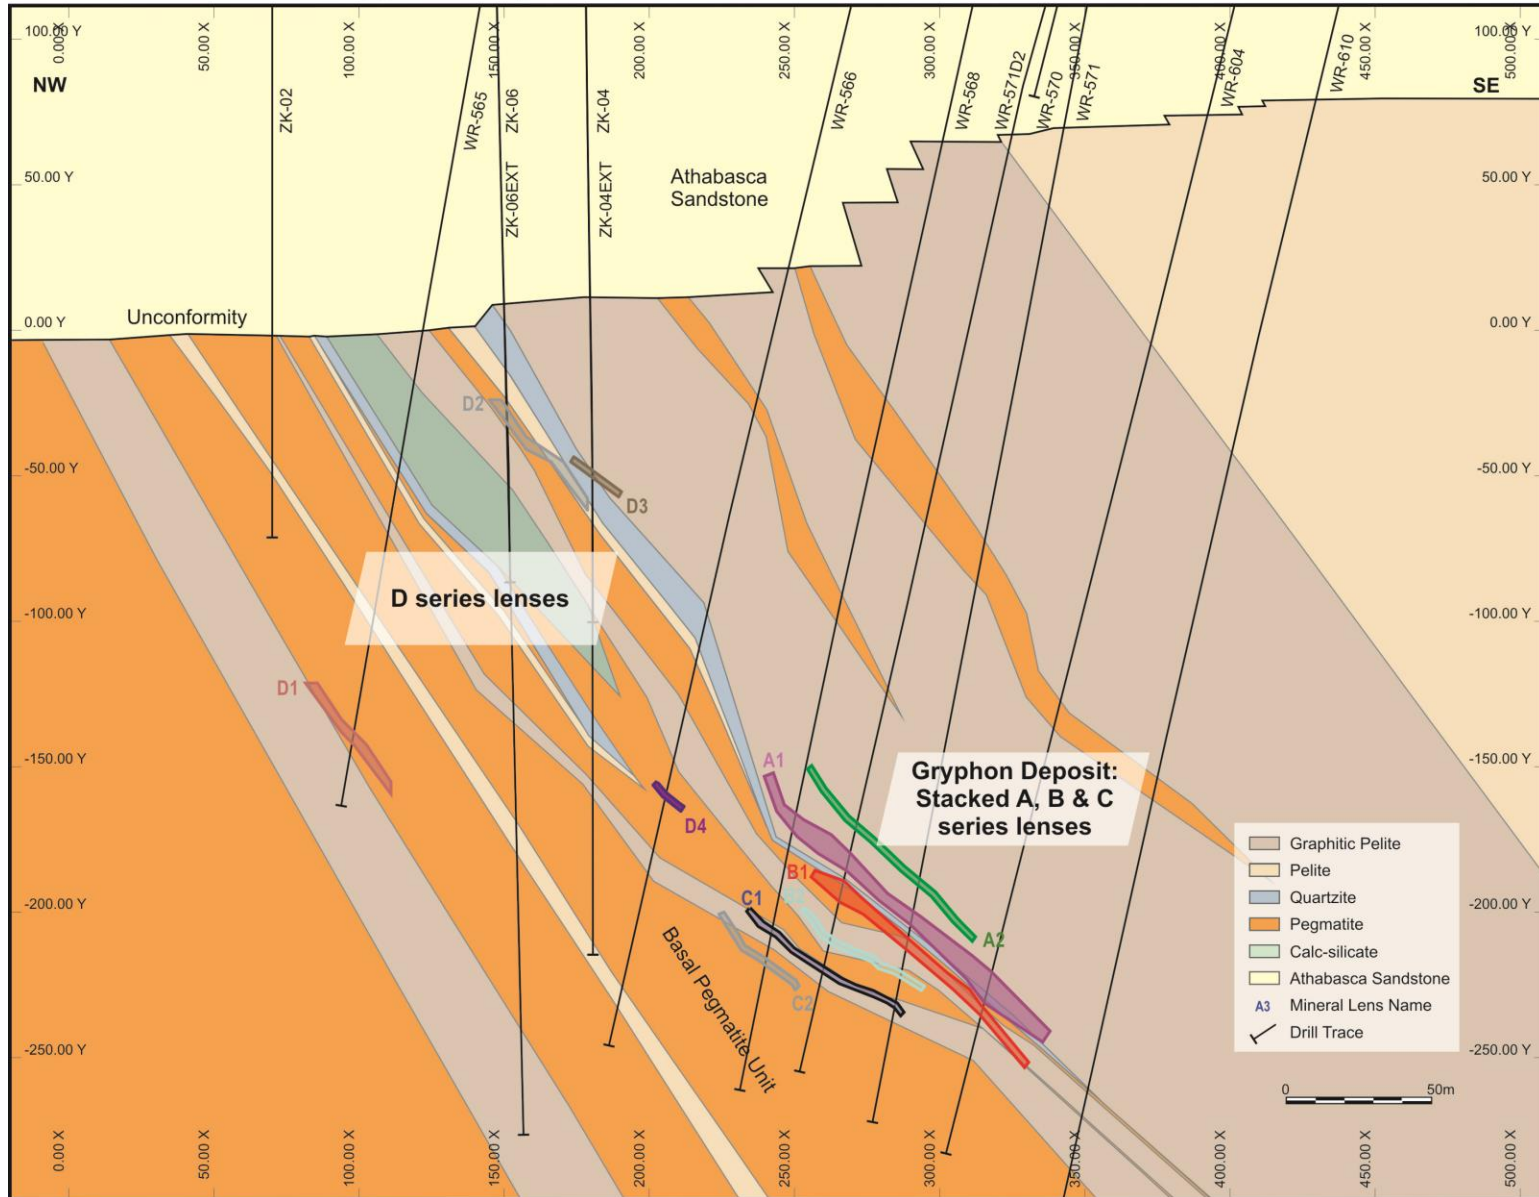 100.00 Y
0.00 X
50.00 X
100.00 X
150.00 X
200.00 X
250.00 X
300.00 X
350.00 X
400.00 X
450.00 X
500.00 X
100.00 Y
NW
SE
ZK-02
WR-565
ZK-06
ZK-04
WR-566
WR-568
WR-571D2
WR-570
WR-571
WR-604
WR-610
ZK-06EXT
ZK-04EXT
Athabasca
Sandstone
50.00 Y
50.00 Y
Unconformity
0.00 Y
0.00 Y
D2
D3
-50.00 Y
-50.00 Y
D series lenses
-100.00 Y
-100.00 Y
D1
D4
-150.00 Y
-150.00 Y
A1
Gryphon Deposit:
Stacked A, B & C
series lenses
B1
C1
A2
C2
-200.00 Y
-200.00 Y
Basal Pegmatite Unit
-250.00 Y
-250.00 Y
Graphitic Pelite
Pelite
Quartzite
Pegmatite
Calc-silicate
Athabasca Sandstone
A3 Mineral Lens Name
Drill Trace
0 50m
0.00 X
50.00 X
100.00 X
150.00 X
200.00 X
250.00 X
300.00 X
350.00 X
400.00 X
450.00 X
500.00 X